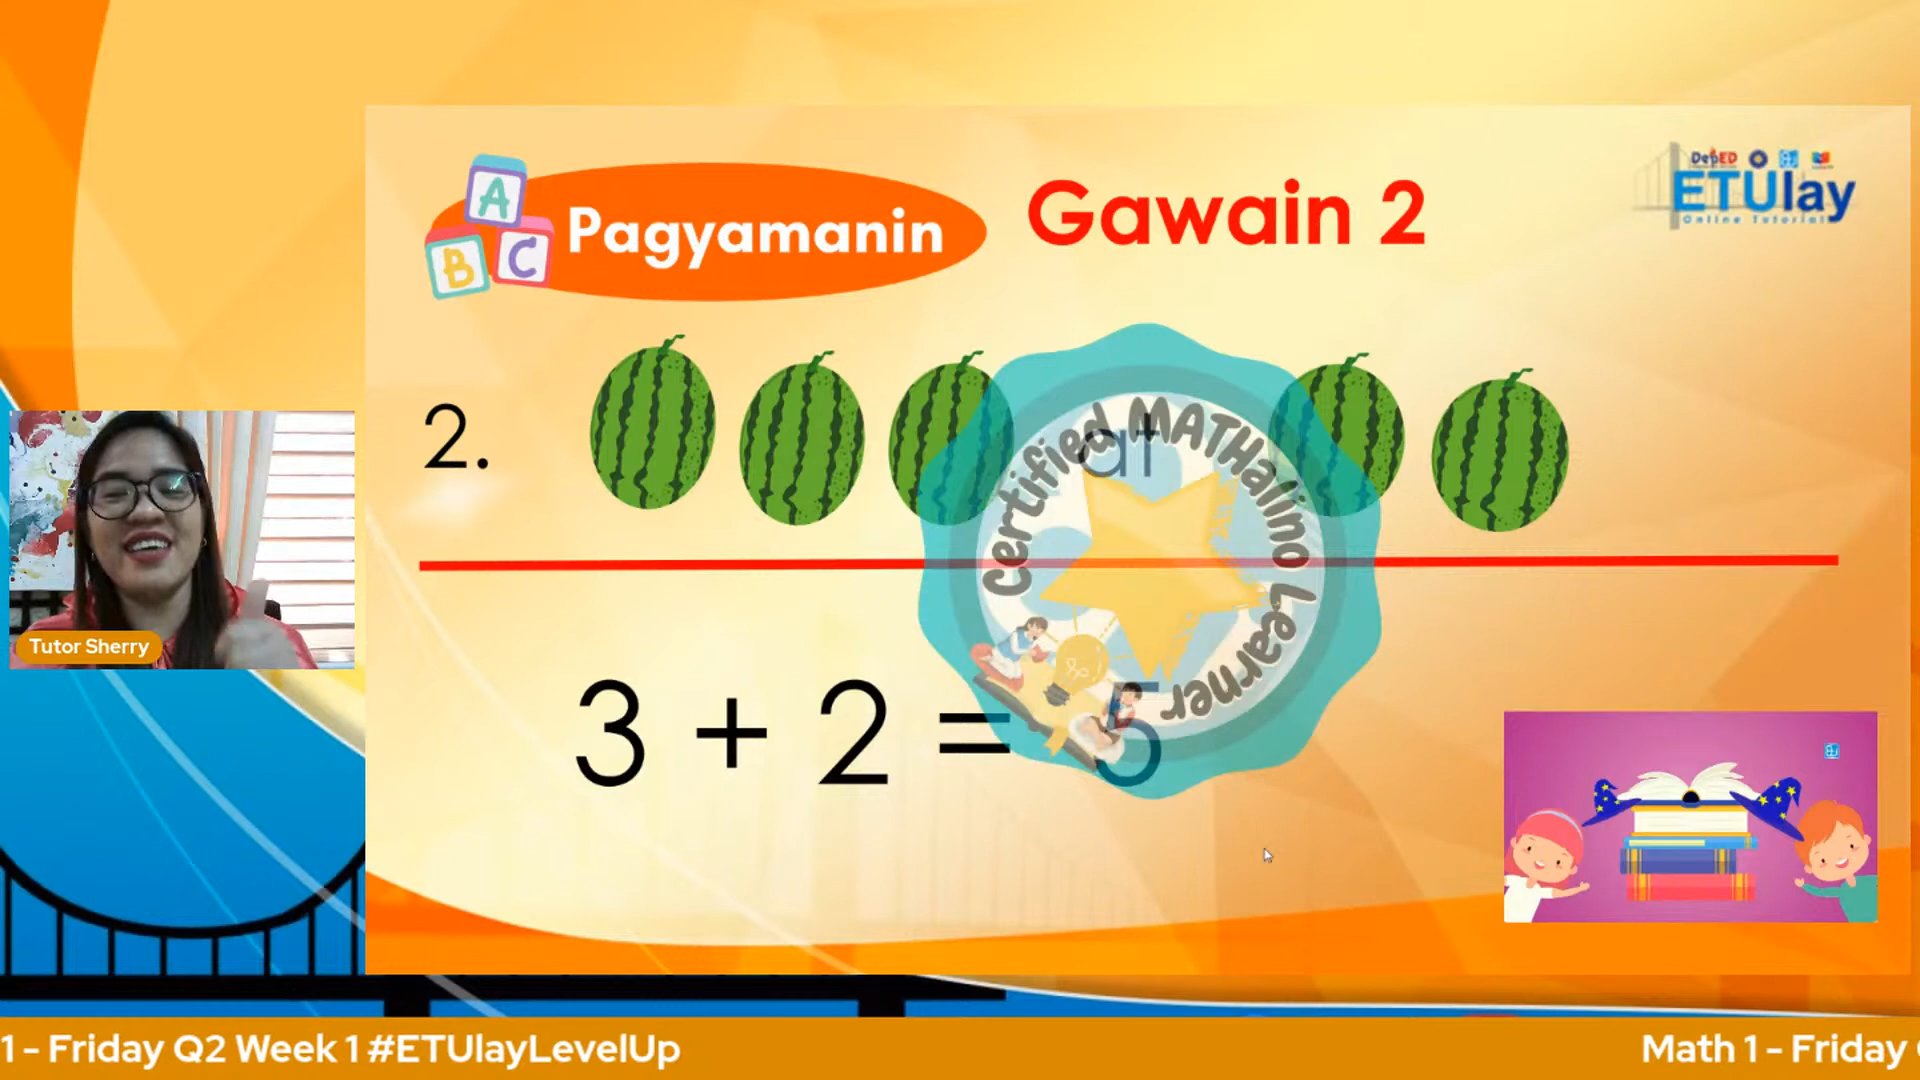 A
B
C
Pagyamanin
Gawain 2
DepED
ETUlay
Online Tutorial
2.
at
Certified MATHalino Learner
3 + 2 = 5
Tutor Sherry
1 - Friday Q2 Week 1 #ETUlayLevelUp
Math 1 - Friday